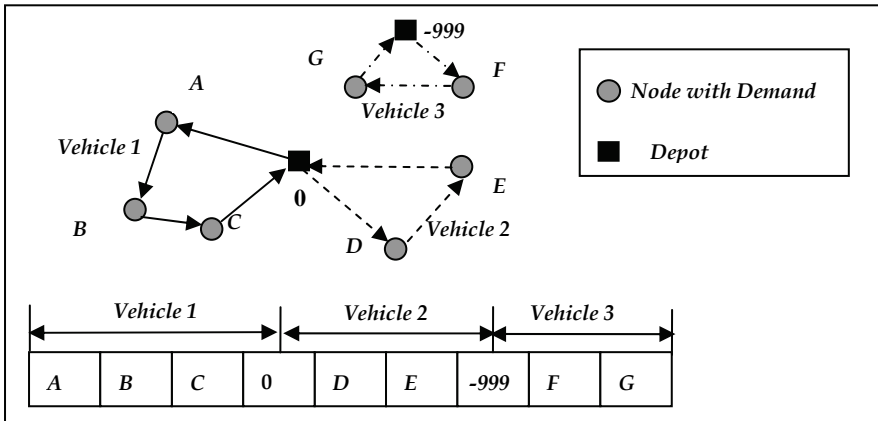 -999
G
F
A
Vehicle 3
Node with Demand
Vehicle 1
Depot
E
0
B
C
D
Vehicle 2
Vehicle 1 Vehicle 2 Vehicle 3
A B C 0 D E -999 F G